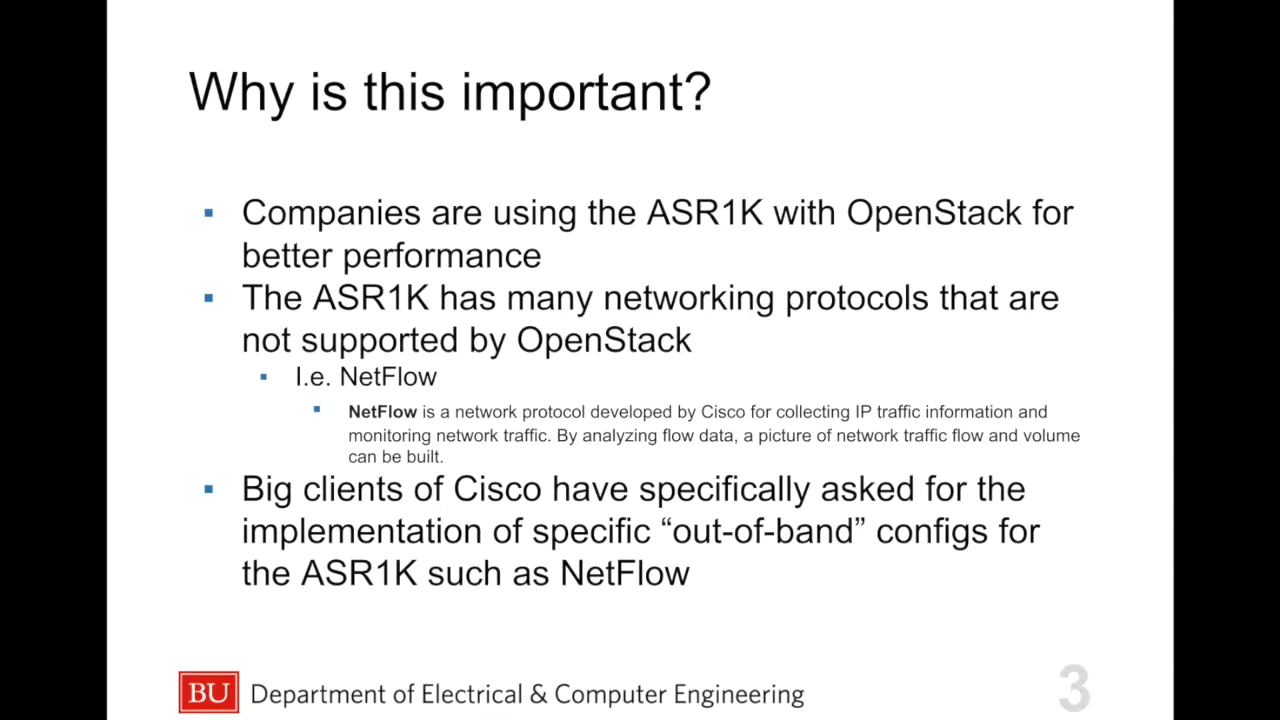 Why is this important?
Companies are using the ASR1K with OpenStack for
better performance
The ASR1K has many networking protocols that are
not supported by OpenStack
I.e. NetFlow
NetFlow is a network protocol developed by Cisco for collecting IP traffic information and
monitoring network traffic. By analyzing flow data, a picture of network traffic flow and volume
can be built.
Big clients of Cisco have specifically asked for the
implementation of specific “out-of-band” configs for
the ASR1K such as NetFlow
BU Department of Electrical & Computer Engineering
3